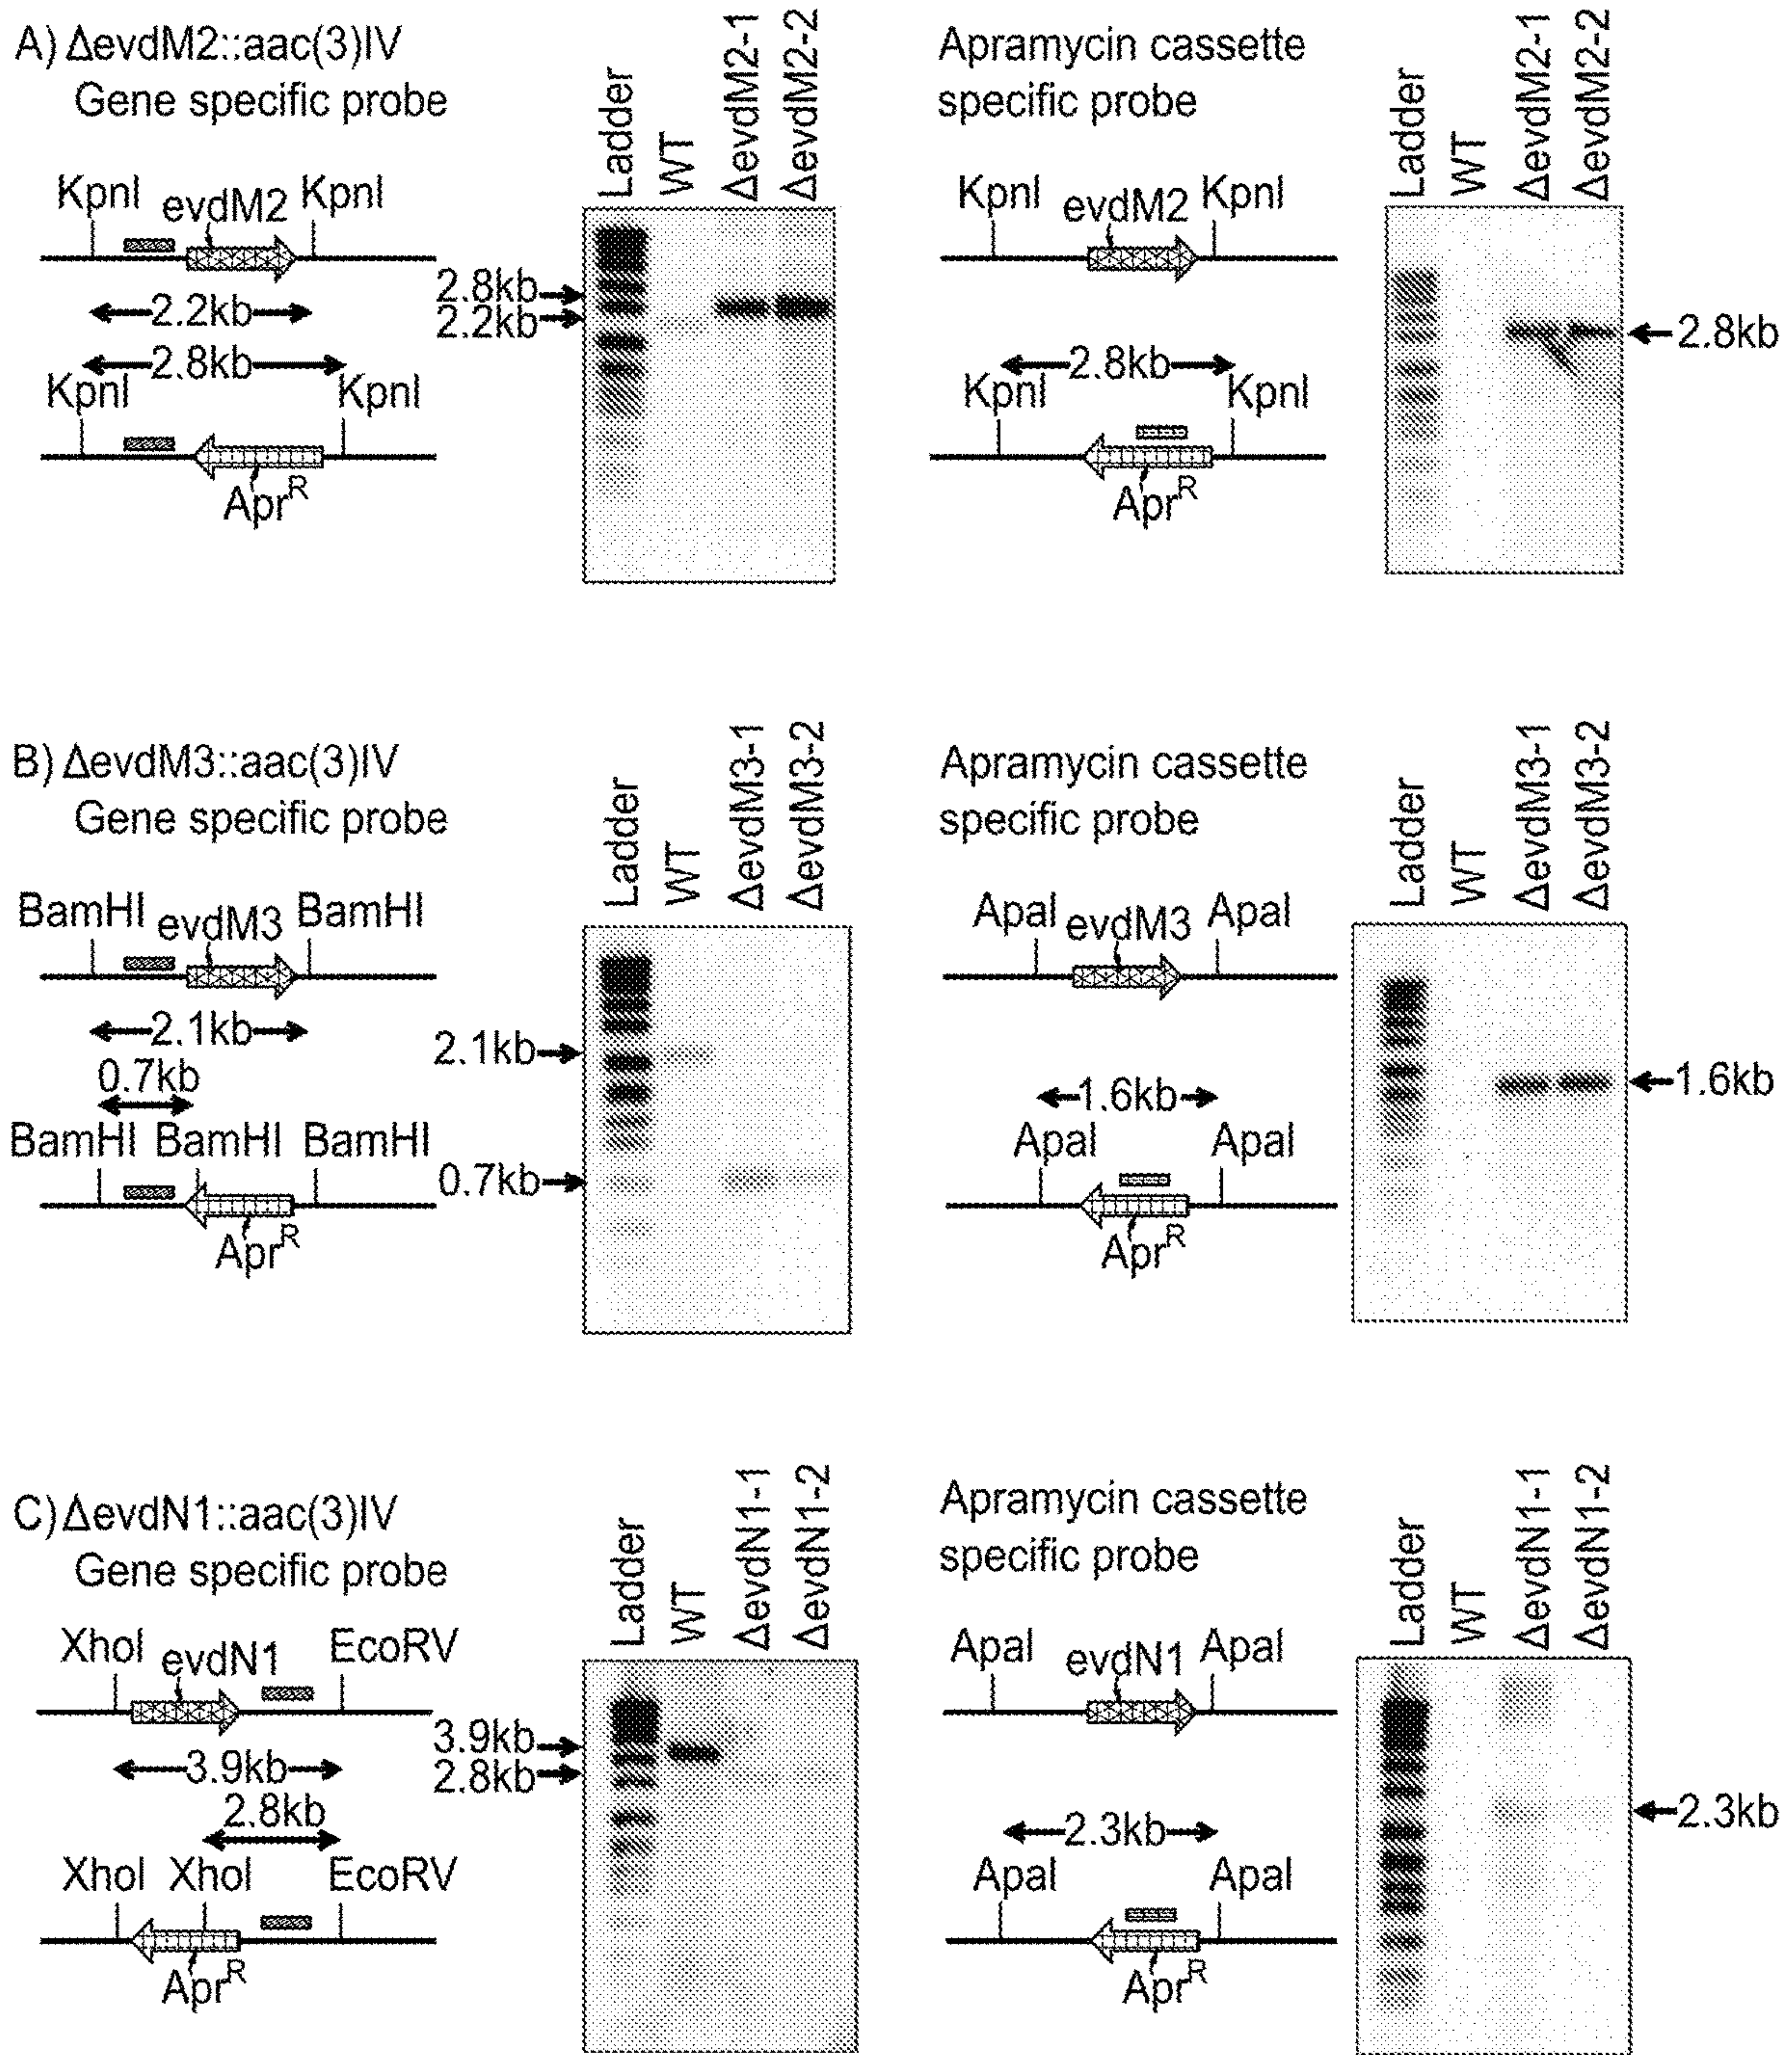 A) ΔevdM2::aac(3)IV
Gene specific probe
KpnI evdM2 KpnI
2.2kb
2.8kb
KpnI KpnI
Apr^R
Ladder
WT
ΔevdM2-1
ΔevdM2-2
2.8kb
2.2kb
Apramycin cassette
specific probe
KpnI evdM2 KpnI
2.8kb
KpnI KpnI
Apr^R
Ladder
WT
ΔevdM2-1
ΔevdM2-2
2.8kb
B) ΔevdM3::aac(3)IV
Gene specific probe
BamHI evdM3 BamHI
2.1kb
0.7kb
BamHI BamHI BamHI
Apr^R
Ladder
WT
ΔevdM3-1
ΔevdM3-2
2.1kb
0.7kb
Apramycin cassette
specific probe
ApaI evdM3 ApaI
1.6kb
ApaI ApaI
Apr^R
Ladder
WT
ΔevdM3-1
ΔevdM3-2
1.6kb
C) ΔevdN1::aac(3)IV
Gene specific probe
XhoI evdN1 EcoRV
3.9kb
2.8kb
XhoI XhoI EcoRV
Apr^R
Ladder
WT
ΔevdN1-1
ΔevdN1-2
3.9kb
2.8kb
Apramycin cassette
specific probe
ApaI evdN1 ApaI
2.3kb
ApaI ApaI
Apr^R
Ladder
WT
ΔevdN1-1
ΔevdN1-2
2.3kb